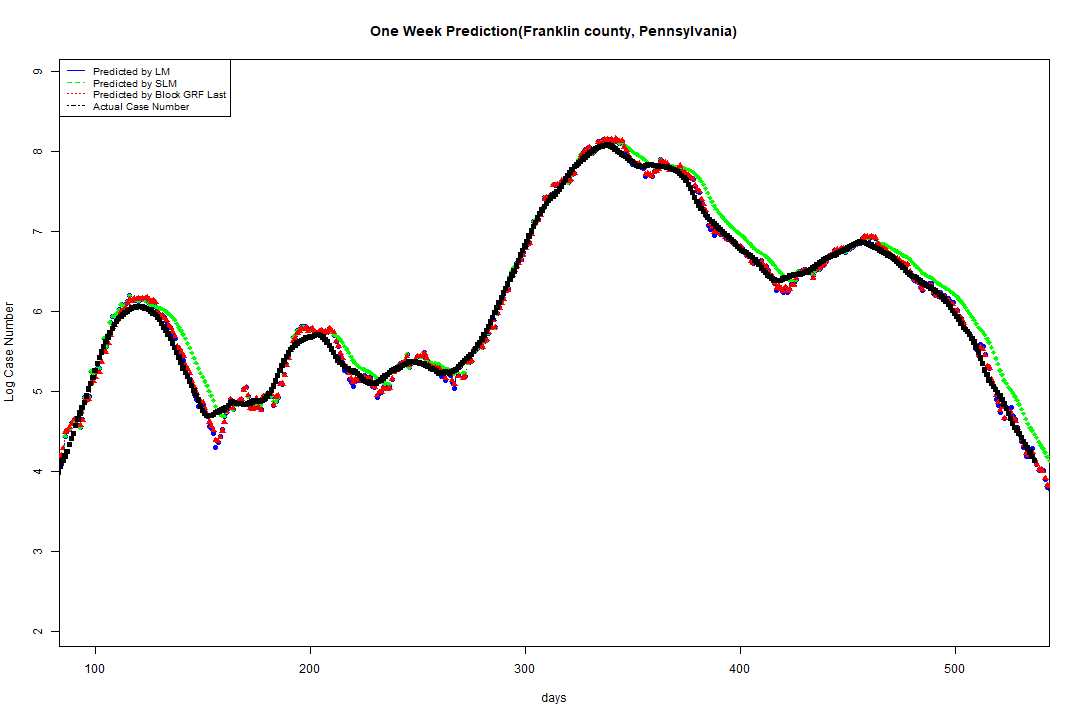 One Week Prediction(Franklin county, Pennsylvania)
Predicted by LM
Predicted by SLM
Predicted by Block GRF Last
Actual Case Number
9
8
7
6
5
4
3
2
Log Case Number
100 200 300 400 500
days